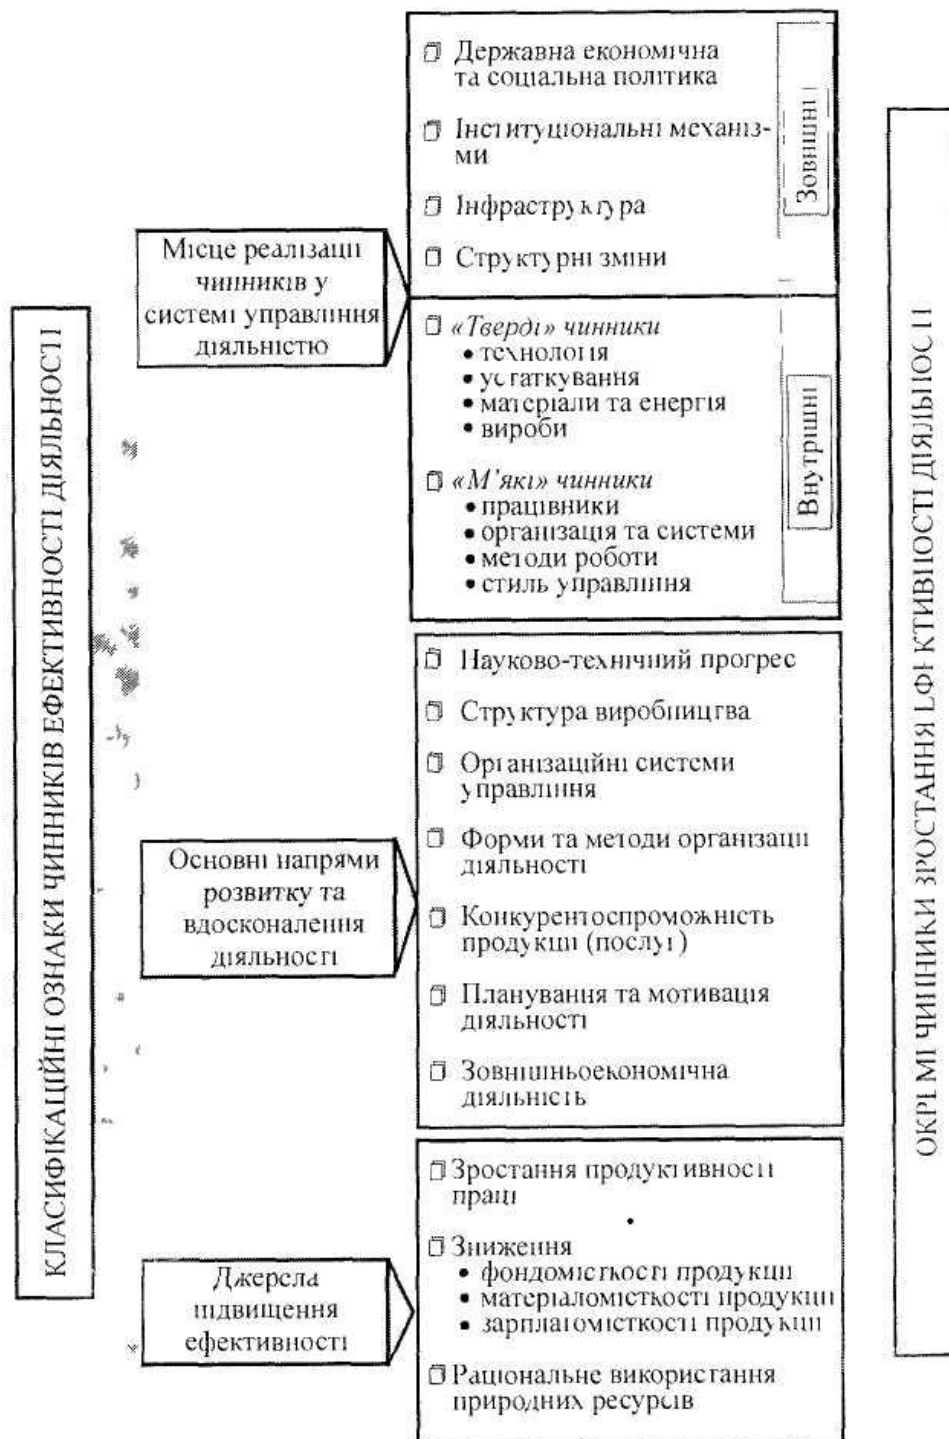 КЛАСИФІКАЦІЙНІ ОЗНАКИ ЧИННИКІВ ЕФЕКТИВНОСТІ ДІЯЛЬНОСТІ
Місце реалізації
чинників у
системі управління
діяльністю
Державна економічна
та соціальна політика
Інституціональні механіз-
ми
Інфраструктура
Структурні зміни
Зовнішні
«Тверді» чинники
• технологія
• устаткування
• матеріали та енергія
• вироби
«М'які» чинники
• працівники
• організація та системи
• методи роботи
• стиль управління
Внутрішні
Основні напрями
розвитку та
вдосконалення
діяльності
Науково-технічний прогрес
Структура виробництва
Організаційні системи
управління
Форми та методи організації
діяльності
Конкурентоспроможність
продукції (послуг)
Планування та мотивація
діяльності
Зовнішньоекономічна
діяльність
Джерела
підвищення
ефективності
Зростання продуктивності
праці
Зниження
• фондомісткості продукції
• матеріаломісткості продукції
• зарплатомісткості продукції
Раціональне використання
природних ресурсів
ОКРЕМІ ЧИННИКИ ЗРОСТАННЯ ЕФЕКТИВНОСТІ ДІЯЛЬНОСТІ